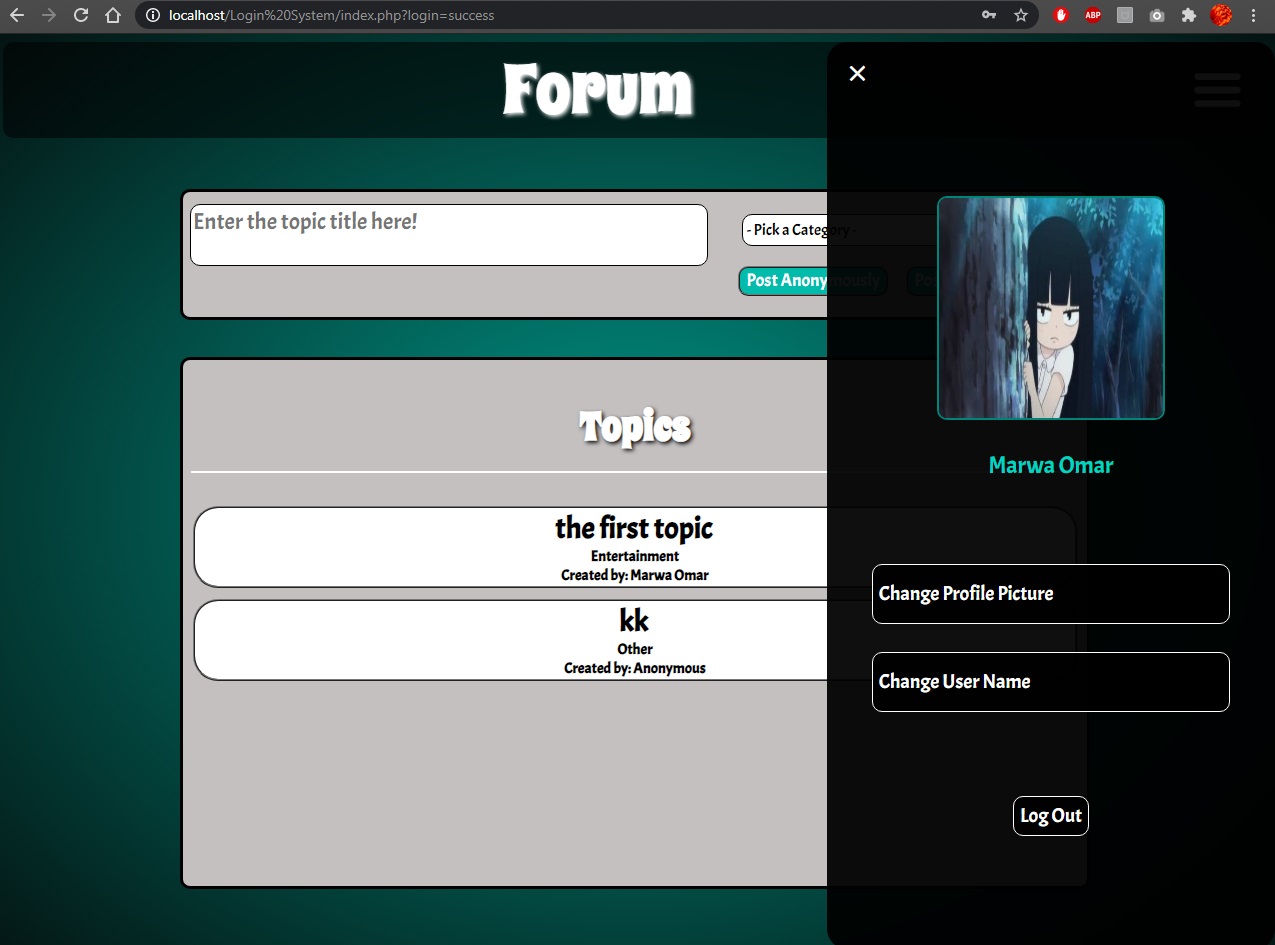 localhost/Login%20System/index.php?login=success
ABP
Forum
Enter the topic title here!
- Pick a Category -
Post Anonymously
Topics
the first topic
Entertainment
Created by: Marwa Omar
kk
Other
Created by: Anonymous
Marwa Omar
Change Profile Picture
Change User Name
Log Out